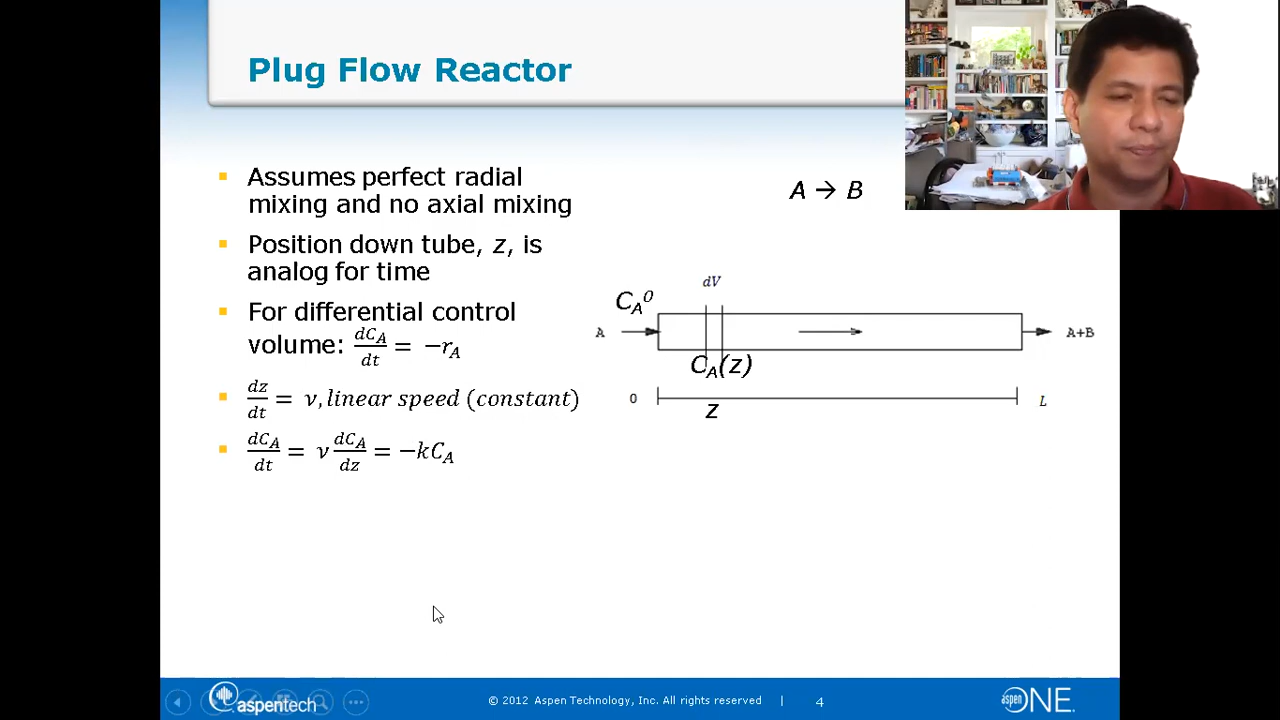 Plug Flow Reactor
Assumes perfect radial
mixing and no axial mixing
Position down tube, z, is
analog for time
For differential control
volume: dC_A/dt = −r_A
dz/dt = ν, linear speed (constant)
dC_A/dt = ν dC_A/dz = −kC_A
A → B
dV
C_A^0
A
A+B
C_A(z)
0
L
z
aspentech
© 2012 Aspen Technology, Inc. All rights reserved | 4
aspen ONE.